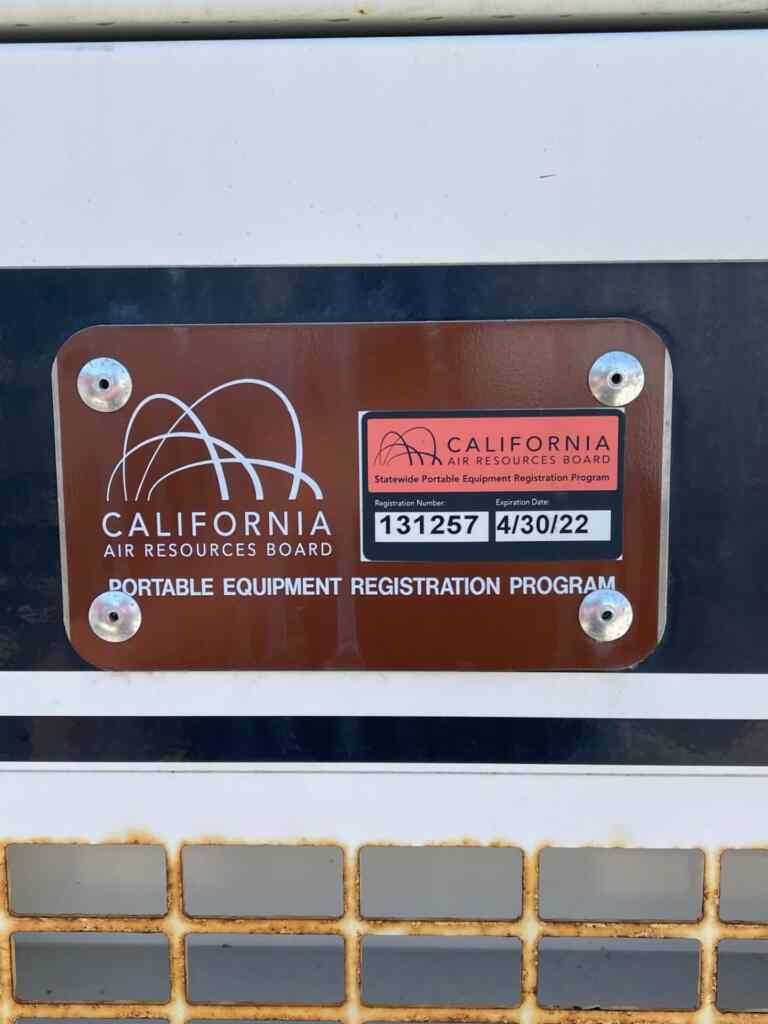 CALIFORNIA
AIR RESOURCES BOARD
PORTABLE EQUIPMENT REGISTRATION PROGRAM
CALIFORNIA
AIR RESOURCES BOARD
Statewide Portable Equipment Registration Program
Registration Number: Expiration Date:
131257 4/30/22